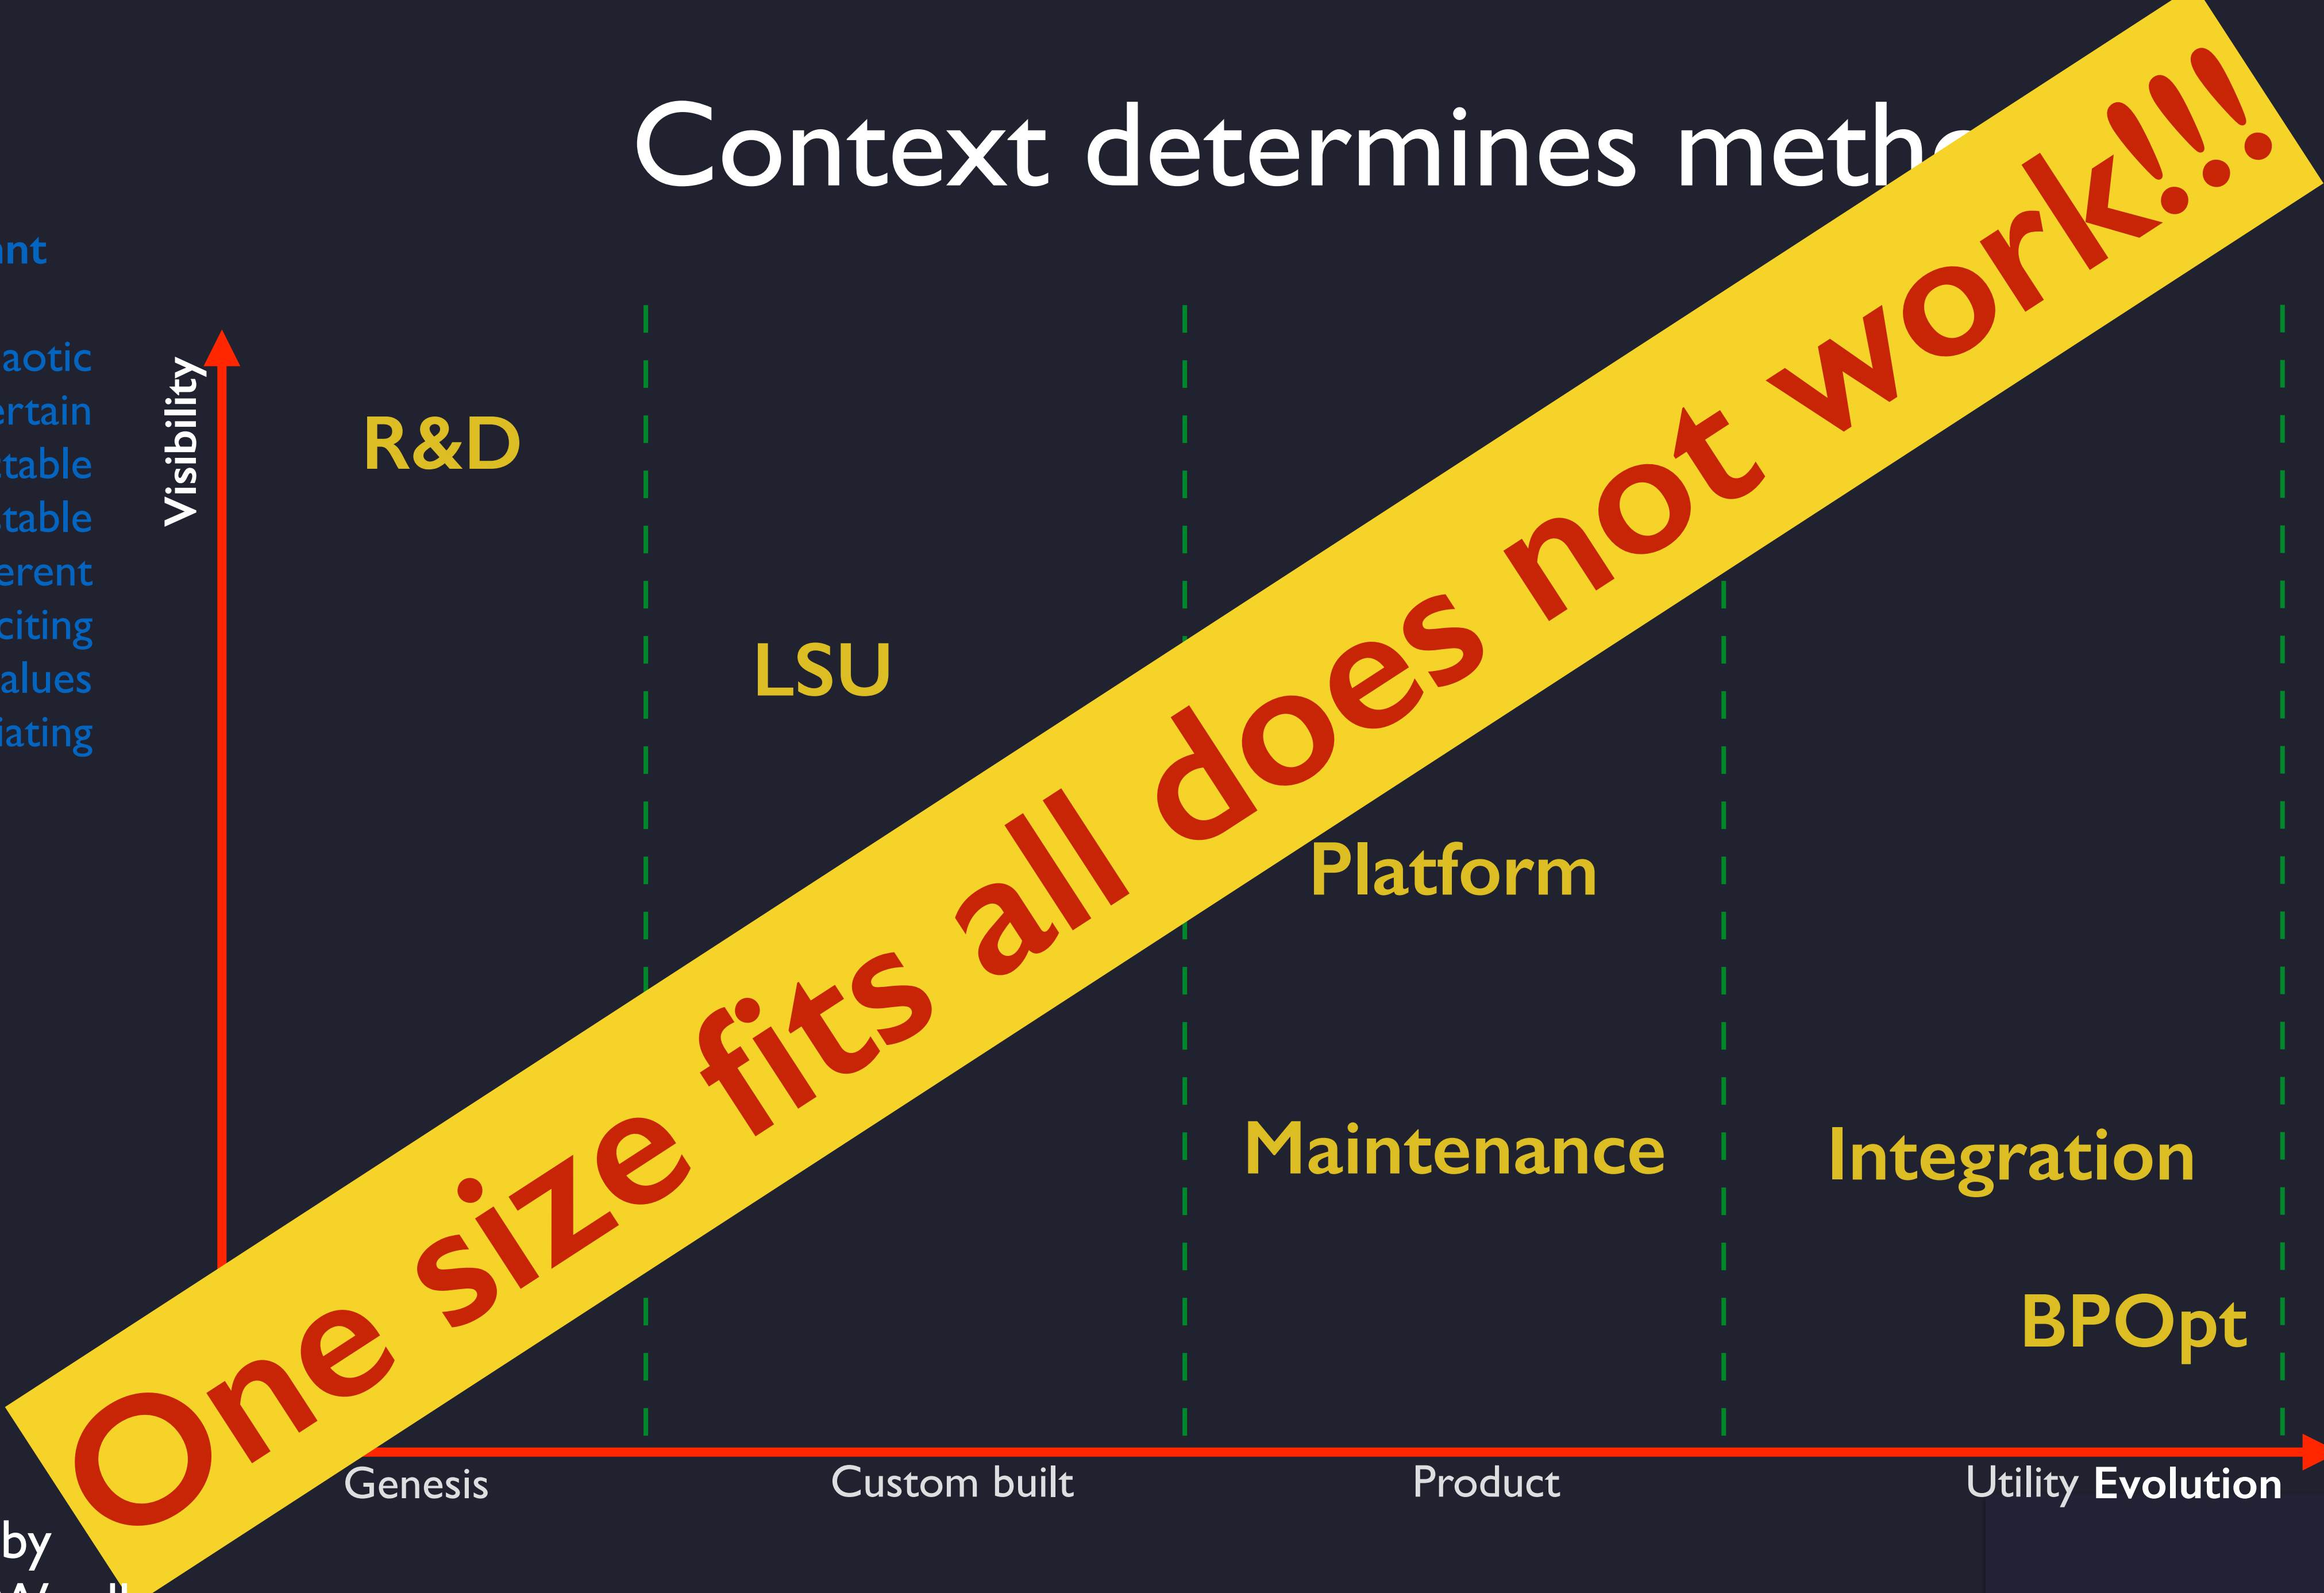 Context determines meth
One size fits all does not work!!!
Visibility
R&D
LSU
Platform
Maintenance
Integration
BPOpt
Genesis
Custom built
Product
Utility
Evolution
nt
aotic
ertain
table
table
erent
citing
alues
iating
by